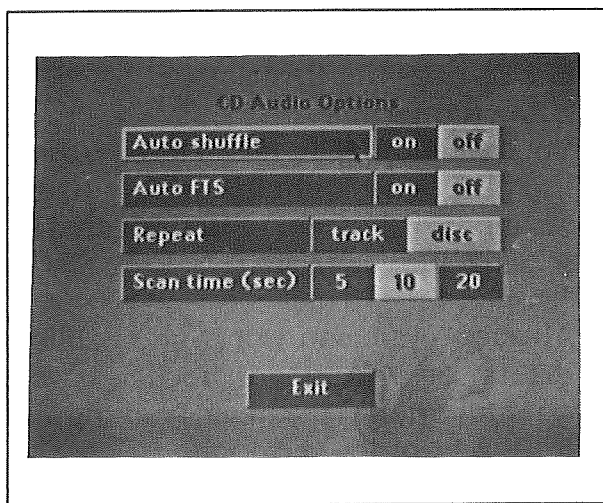 CD Audio Options
Auto shuffle on off
Auto FTS on off
Repeat track disc
Scan time (sec) 5 10 20
Exit